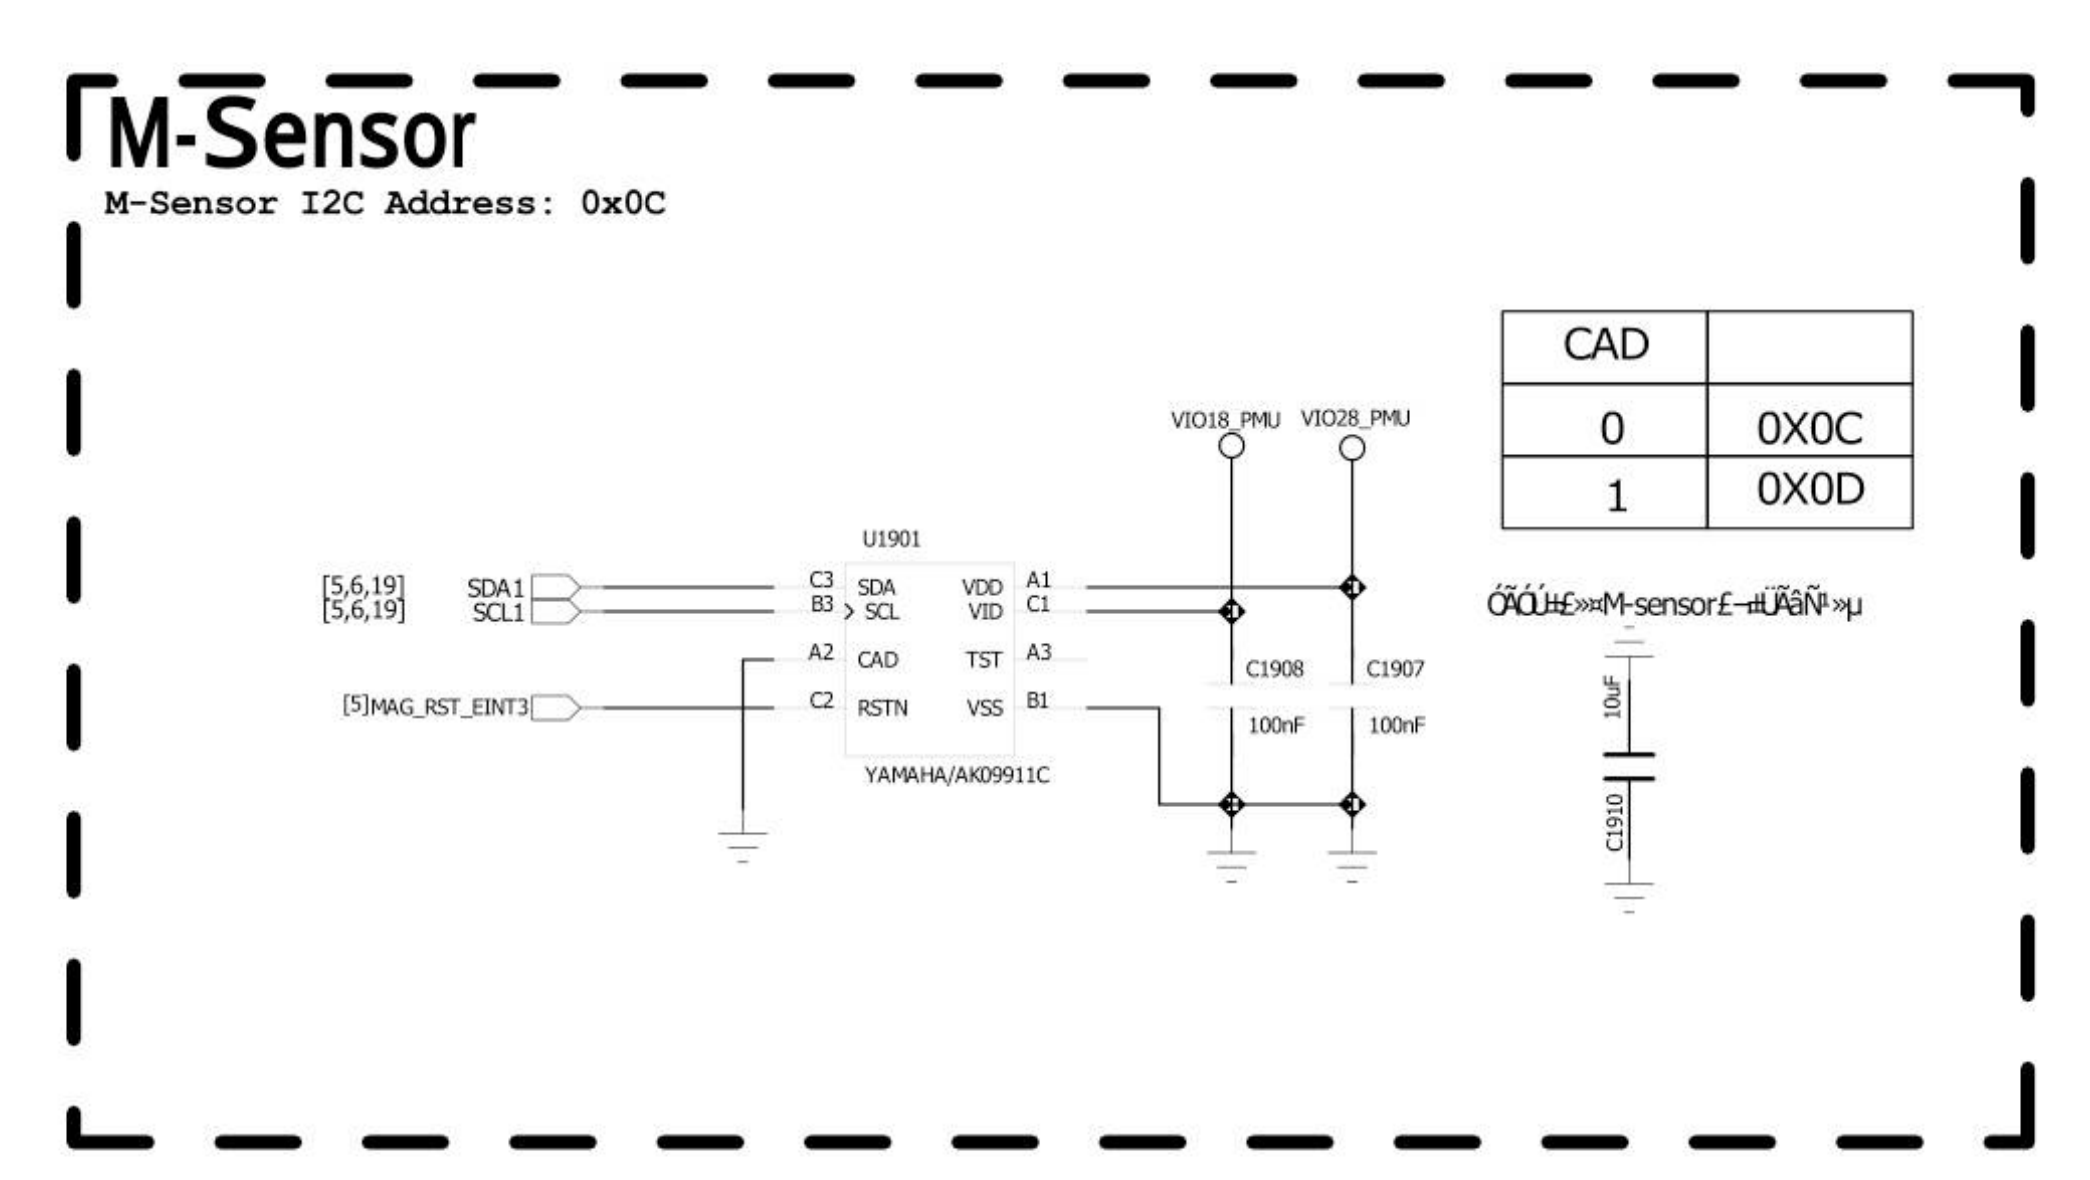 M-Sensor
M-Sensor I2C Address: 0x0C
CAD
0 0X0C
1 0X0D
VIO18_PMU VIO28_PMU
U1901
[5,6,19] SDA1 C3 SDA VDD A1
[5,6,19] SCL1 B3 SCL VID C1
A2 CAD TST A3
[5]MAG_RST_EINT3 C2 RSTN VSS B1
YAMAHA/AK09911C
C1908 C1907
100nF 100nF
M-sensor
10uF
C1910